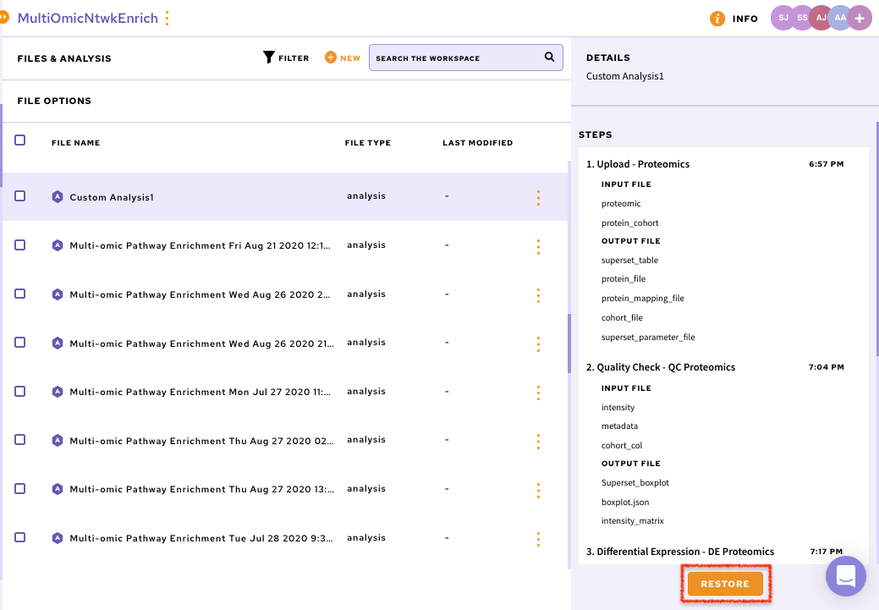 MultiOmicNtwkEnrich
INFO
SJ SS AJ AA +
FILES & ANALYSIS
FILTER
NEW
SEARCH THE WORKSPACE
FILE OPTIONS
FILE NAME FILE TYPE LAST MODIFIED
A Custom Analysis1 analysis -
A Multi-omic Pathway Enrichment Fri Aug 21 2020 12:1... analysis -
A Multi-omic Pathway Enrichment Wed Aug 26 2020 2... analysis -
A Multi-omic Pathway Enrichment Wed Aug 26 2020 21... analysis -
A Multi-omic Pathway Enrichment Mon Jul 27 2020 11:... analysis -
A Multi-omic Pathway Enrichment Thu Aug 27 2020 02... analysis -
A Multi-omic Pathway Enrichment Thu Aug 27 2020 13:... analysis -
A Multi-omic Pathway Enrichment Tue Jul 28 2020 9:3... analysis -
DETAILS
Custom Analysis1
STEPS
1. Upload - Proteomics 6:57 PM
INPUT FILE
proteomic
protein_cohort
OUTPUT FILE
superset_table
protein_file
protein_mapping_file
cohort_file
superset_parameter_file
2. Quality Check - QC Proteomics 7:04 PM
INPUT FILE
intensity
metadata
cohort_col
OUTPUT FILE
Superset_boxplot
boxplot.json
intensity_matrix
3. Differential Expression - DE Proteomics 7:17 PM
RESTORE